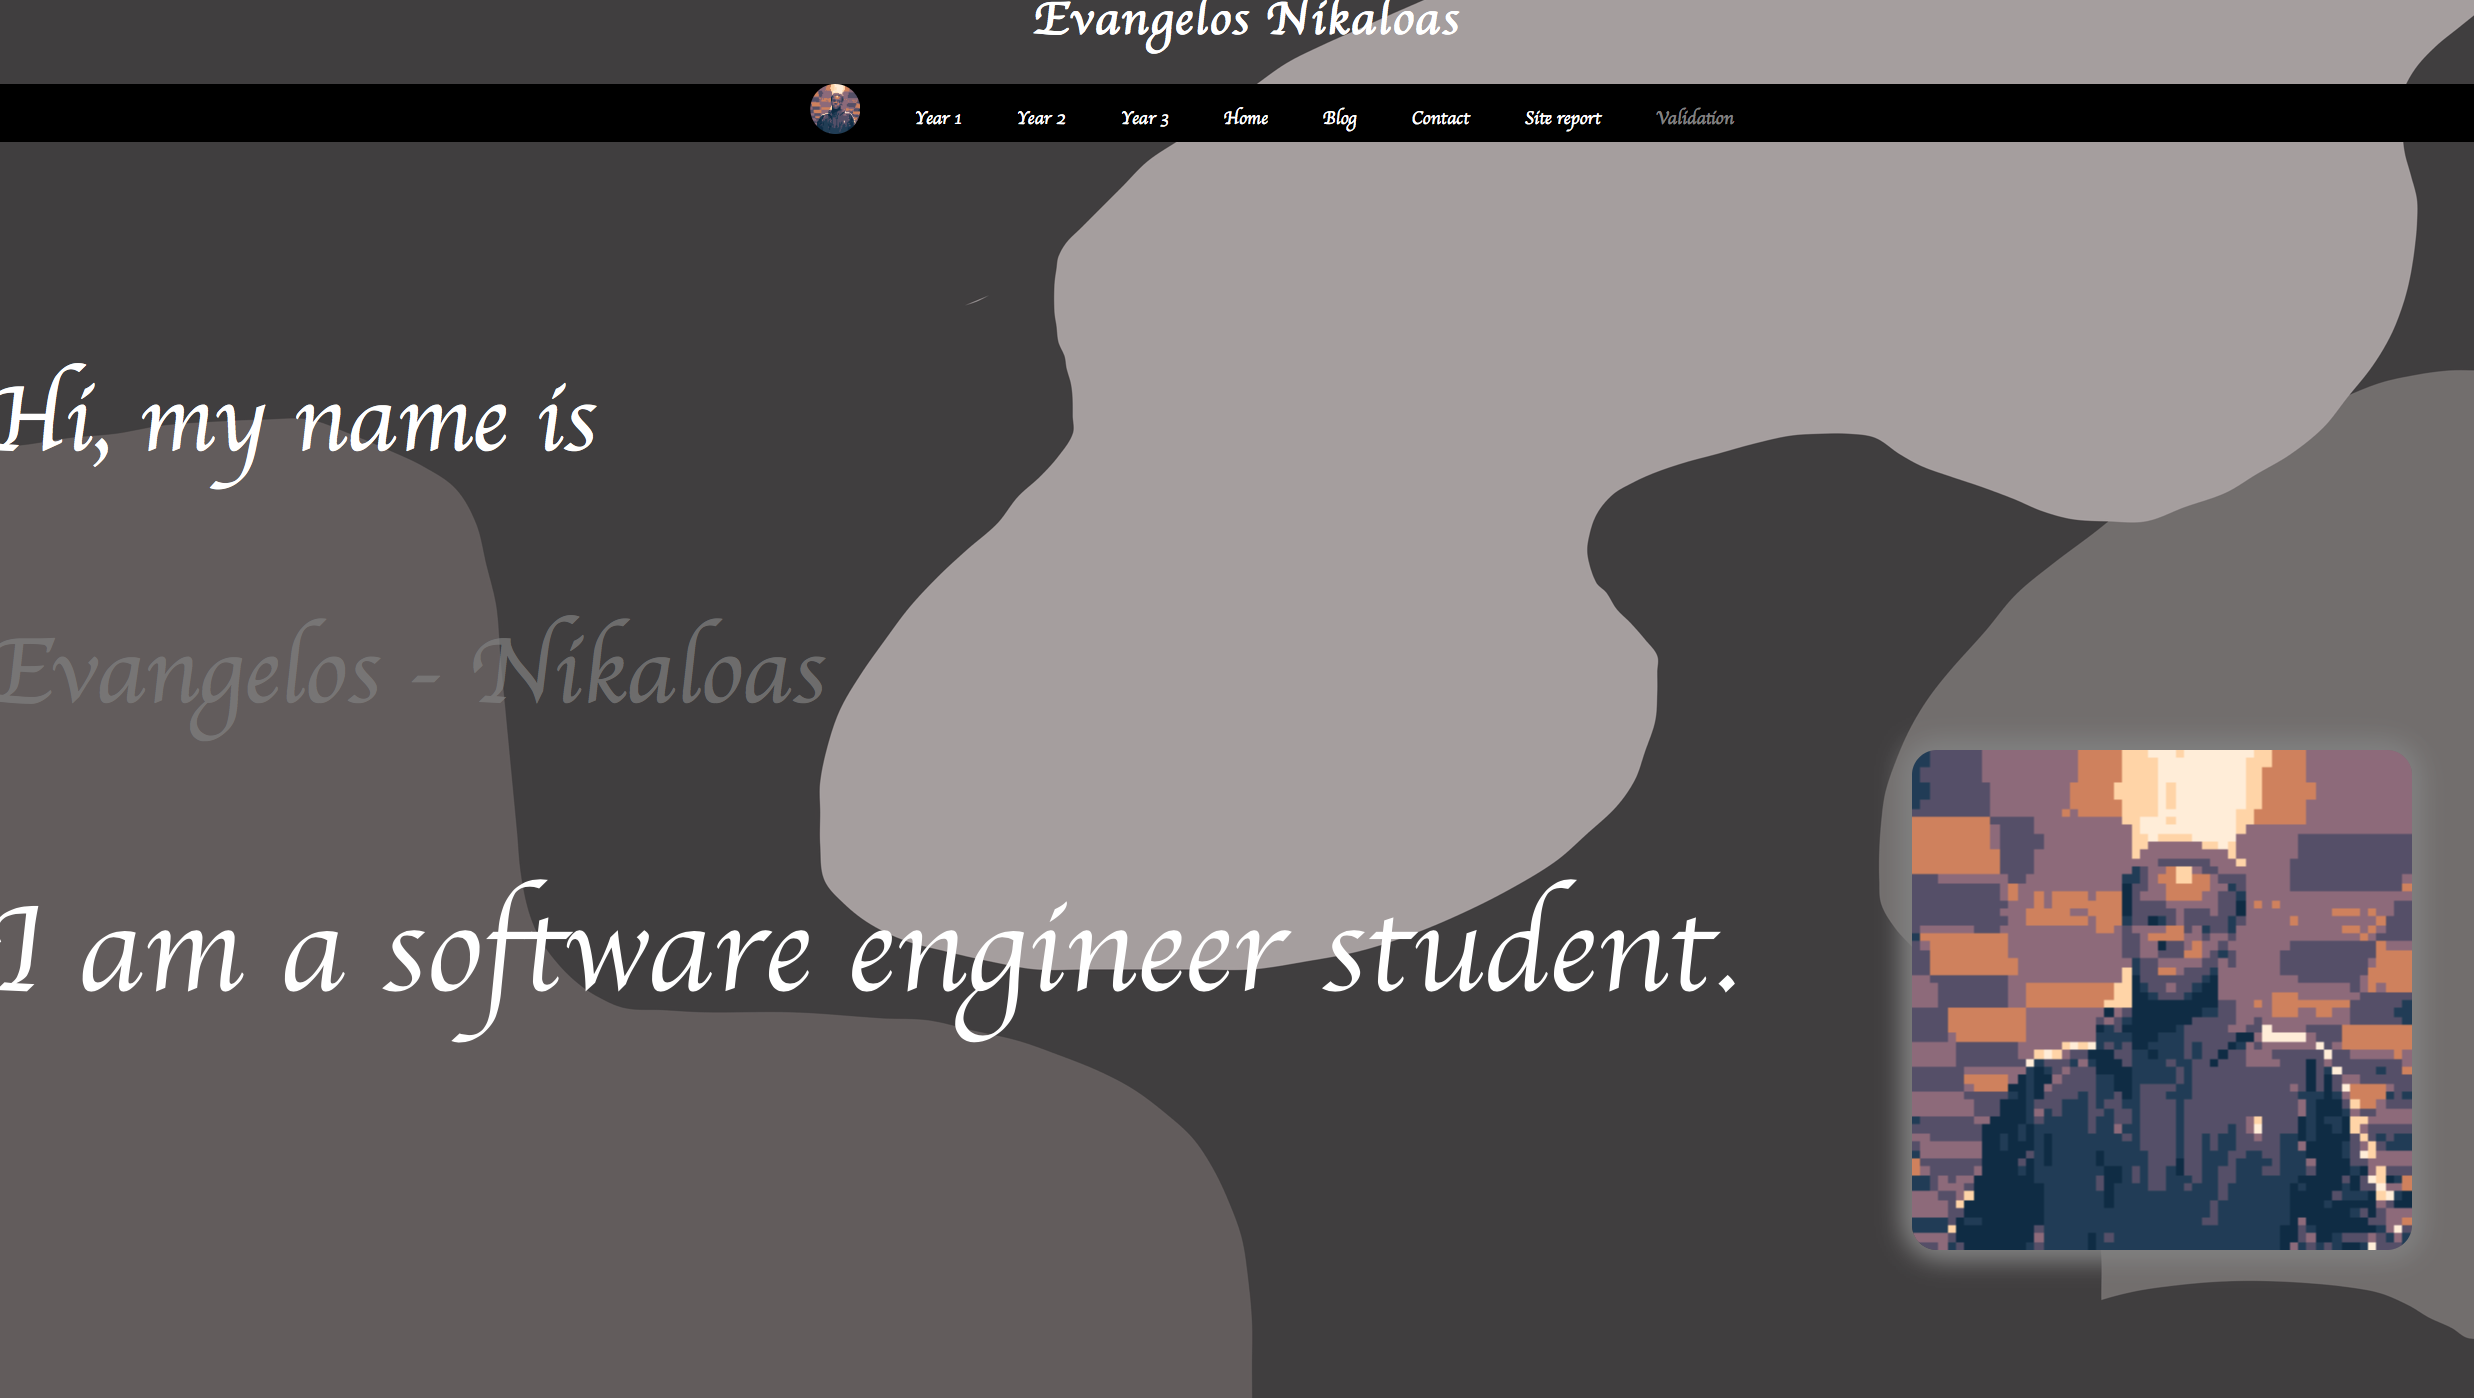 Evangelos Nikaloas
Year 1 Year 2 Year 3 Home Blog Contact Site report Validation
Hi, my name is
Evangelos - Nikaloas
I am a software engineer student.